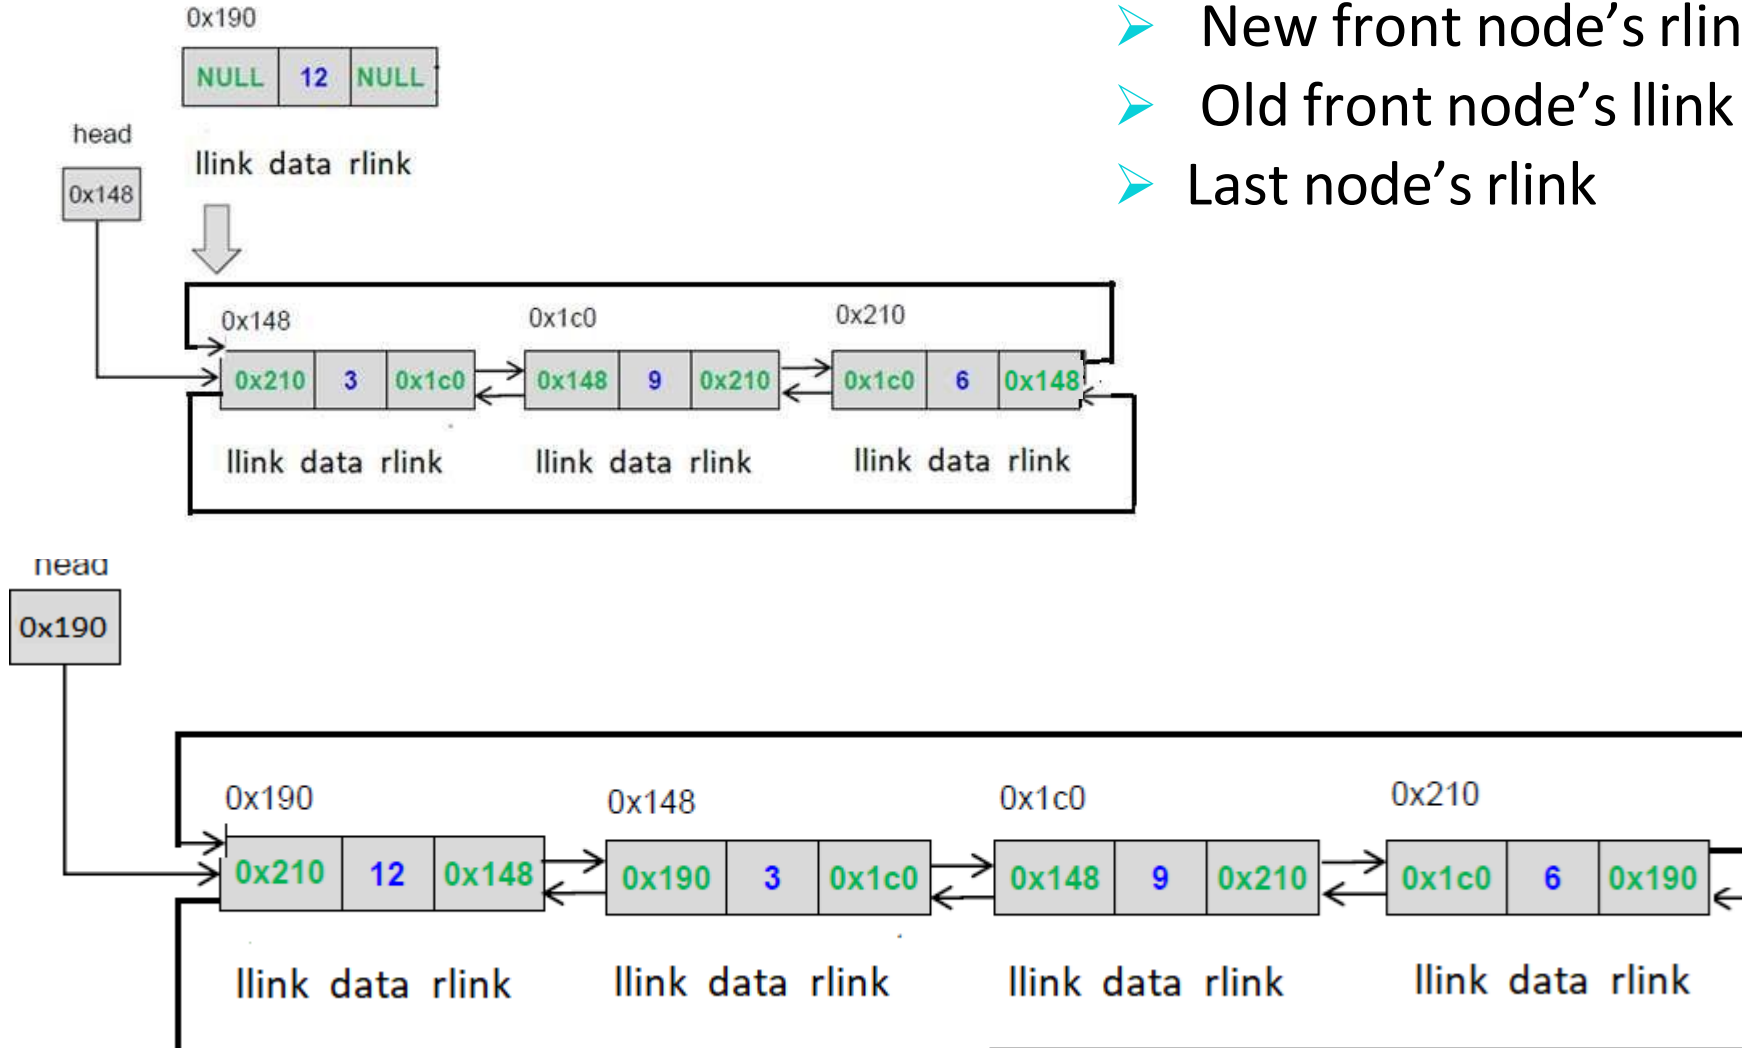 0x190
NULL 12 NULL
llink data rlink
head
0x148
➢ New front node’s rlin
➢ Old front node’s llink
➢ Last node’s rlink
0x148 0x1c0 0x210
0x210 3 0x1c0 0x148 9 0x210 0x1c0 6 0x148
llink data rlink llink data rlink llink data rlink
head
0x190
0x190 0x148 0x1c0 0x210
0x210 12 0x148 0x190 3 0x1c0 0x148 9 0x210 0x1c0 6 0x190
llink data rlink llink data rlink llink data rlink llink data rlink